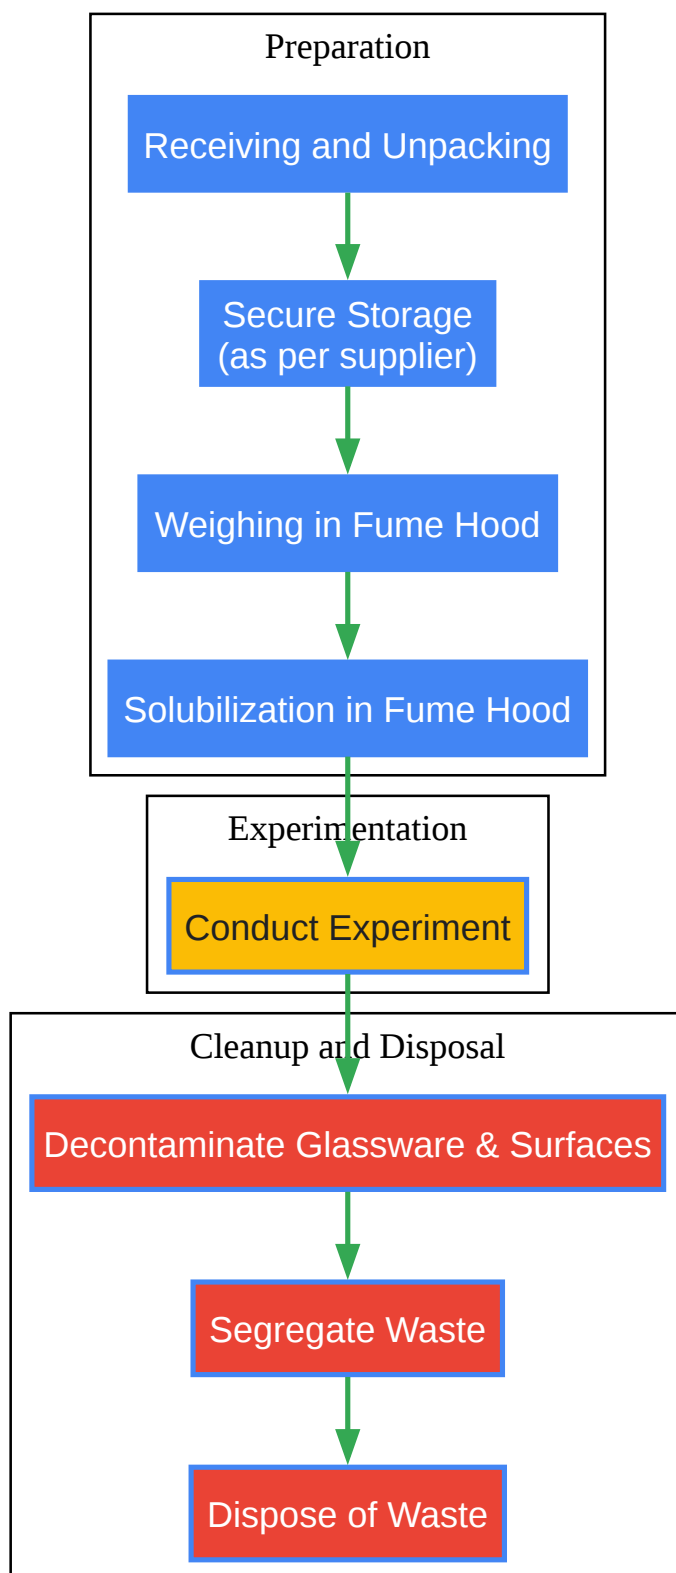 Preparation
Receiving and Unpacking
Secure Storage
(as per supplier)
Weighing in Fume Hood
Solubilization in Fume Hood
Experimentation
Conduct Experiment
Cleanup and Disposal
Decontaminate Glassware & Surfaces
Segregate Waste
Dispose of Waste